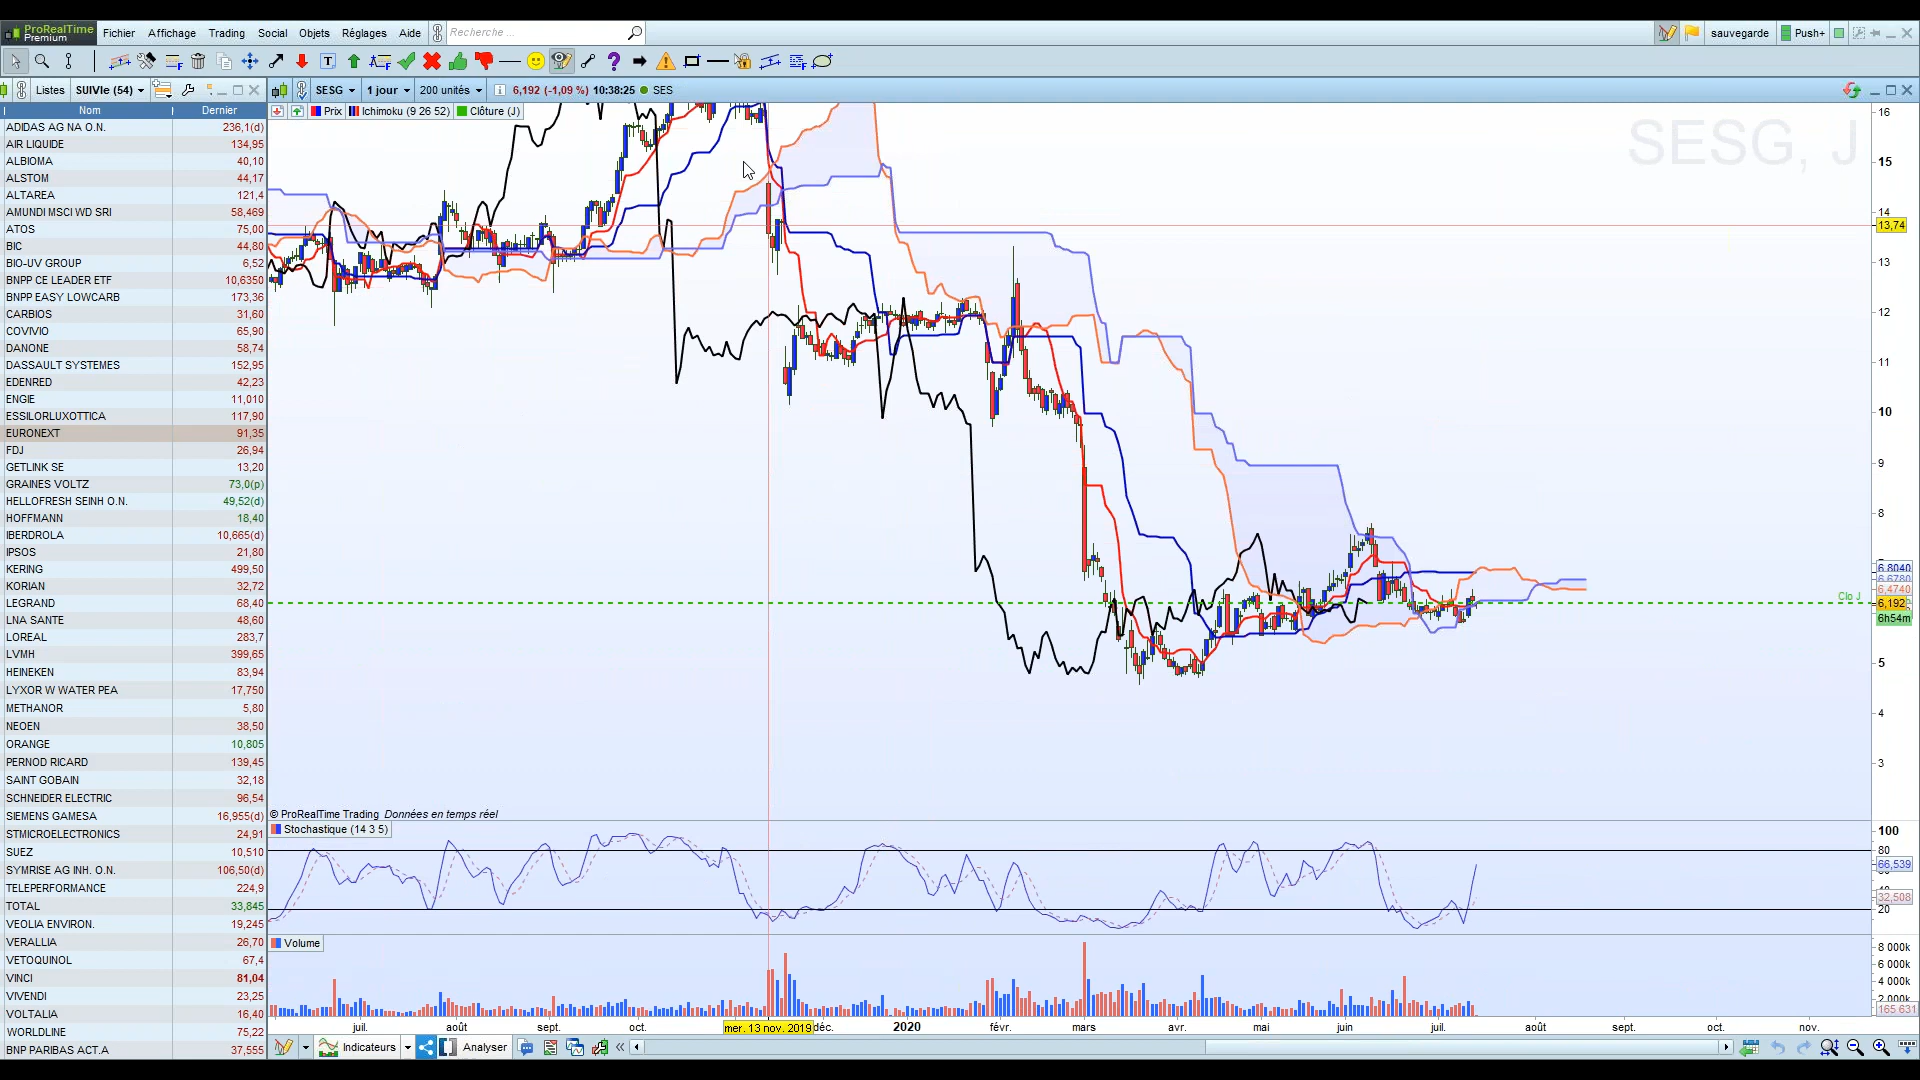 ProRealTime
Premium
Fichier Affichage Trading Social Objets Réglages Aide Recherche ... sauvegarde Push+
Listes SUIVIe (54) SESG 1 jour 200 unités 6,192 (-1,09 %) 10:38:25 SES
Nom Dernier
Prix Ichimoku (9 26 52) Clôture (J)
SESG, J
ADIDAS AG NA O.N. 236,1(d)
AIR LIQUIDE 134,95
ALBIOMA 40,10
ALSTOM 44,17
ALTAREA 121,4
AMUNDI MSCI WD SRI 58,469
ATOS 75,00
BIC 44,80
BIO-UV GROUP 6,52
BNPP CE LEADER ETF 10,6350
BNPP EASY LOWCARB 173,36
CARBIOS 31,60
COVIVIO 65,90
DANONE 58,74
DASSAULT SYSTEMES 152,95
EDENRED 42,23
ENGIE 11,010
ESSILORLUXOTTICA 117,90
EURONEXT 91,35
FDJ 26,94
GETLINK SE 13,20
GRAINES VOLTZ 73,0(p)
HELLOFRESH SEINH O.N. 49,52(d)
HOFFMANN 18,40
IBERDROLA 10,665(d)
IPSOS 21,80
KERING 499,50
KORIAN 32,72
LEGRAND 68,40
LNA SANTE 48,60
LOREAL 283,7
LVMH 399,65
HEINEKEN 83,94
LYXOR W WATER PEA 17,750
METHANOR 5,80
NEOEN 38,50
ORANGE 10,805
PERNOD RICARD 139,45
SAINT GOBAIN 32,18
SCHNEIDER ELECTRIC 96,54
SIEMENS GAMESA 16,955(d)
STMICROELECTRONICS 24,91
SUEZ 10,510
SYMRISE AG INH. O.N. 106,50(d)
TELEPERFORMANCE 224,9
TOTAL 33,845
VEOLIA ENVIRON. 19,245
VERALLIA 26,70
VETOQUINOL 67,4
VINCI 81,04
VIVENDI 23,25
VOLTALIA 16,40
WORLDLINE 75,22
BNP PARIBAS ACT.A 37,555
16
15
14
13,74
13
12
11
10
9
8
6,8040
6,6780
6,4740
Clo J
6,192
6h54m
5
4
3
© ProRealTime Trading Données en temps réel
Stochastique (14 3 5)
100
80
66,539
32,508
20
Volume
8 000k
6 000k
4 000k
2 000k
165 631
juil. août sept. oct. mer. 13 nov. 2019 déc. 2020 févr. mars avr. mai juin juil. août sept. oct. nov.
Indicateurs Analyser